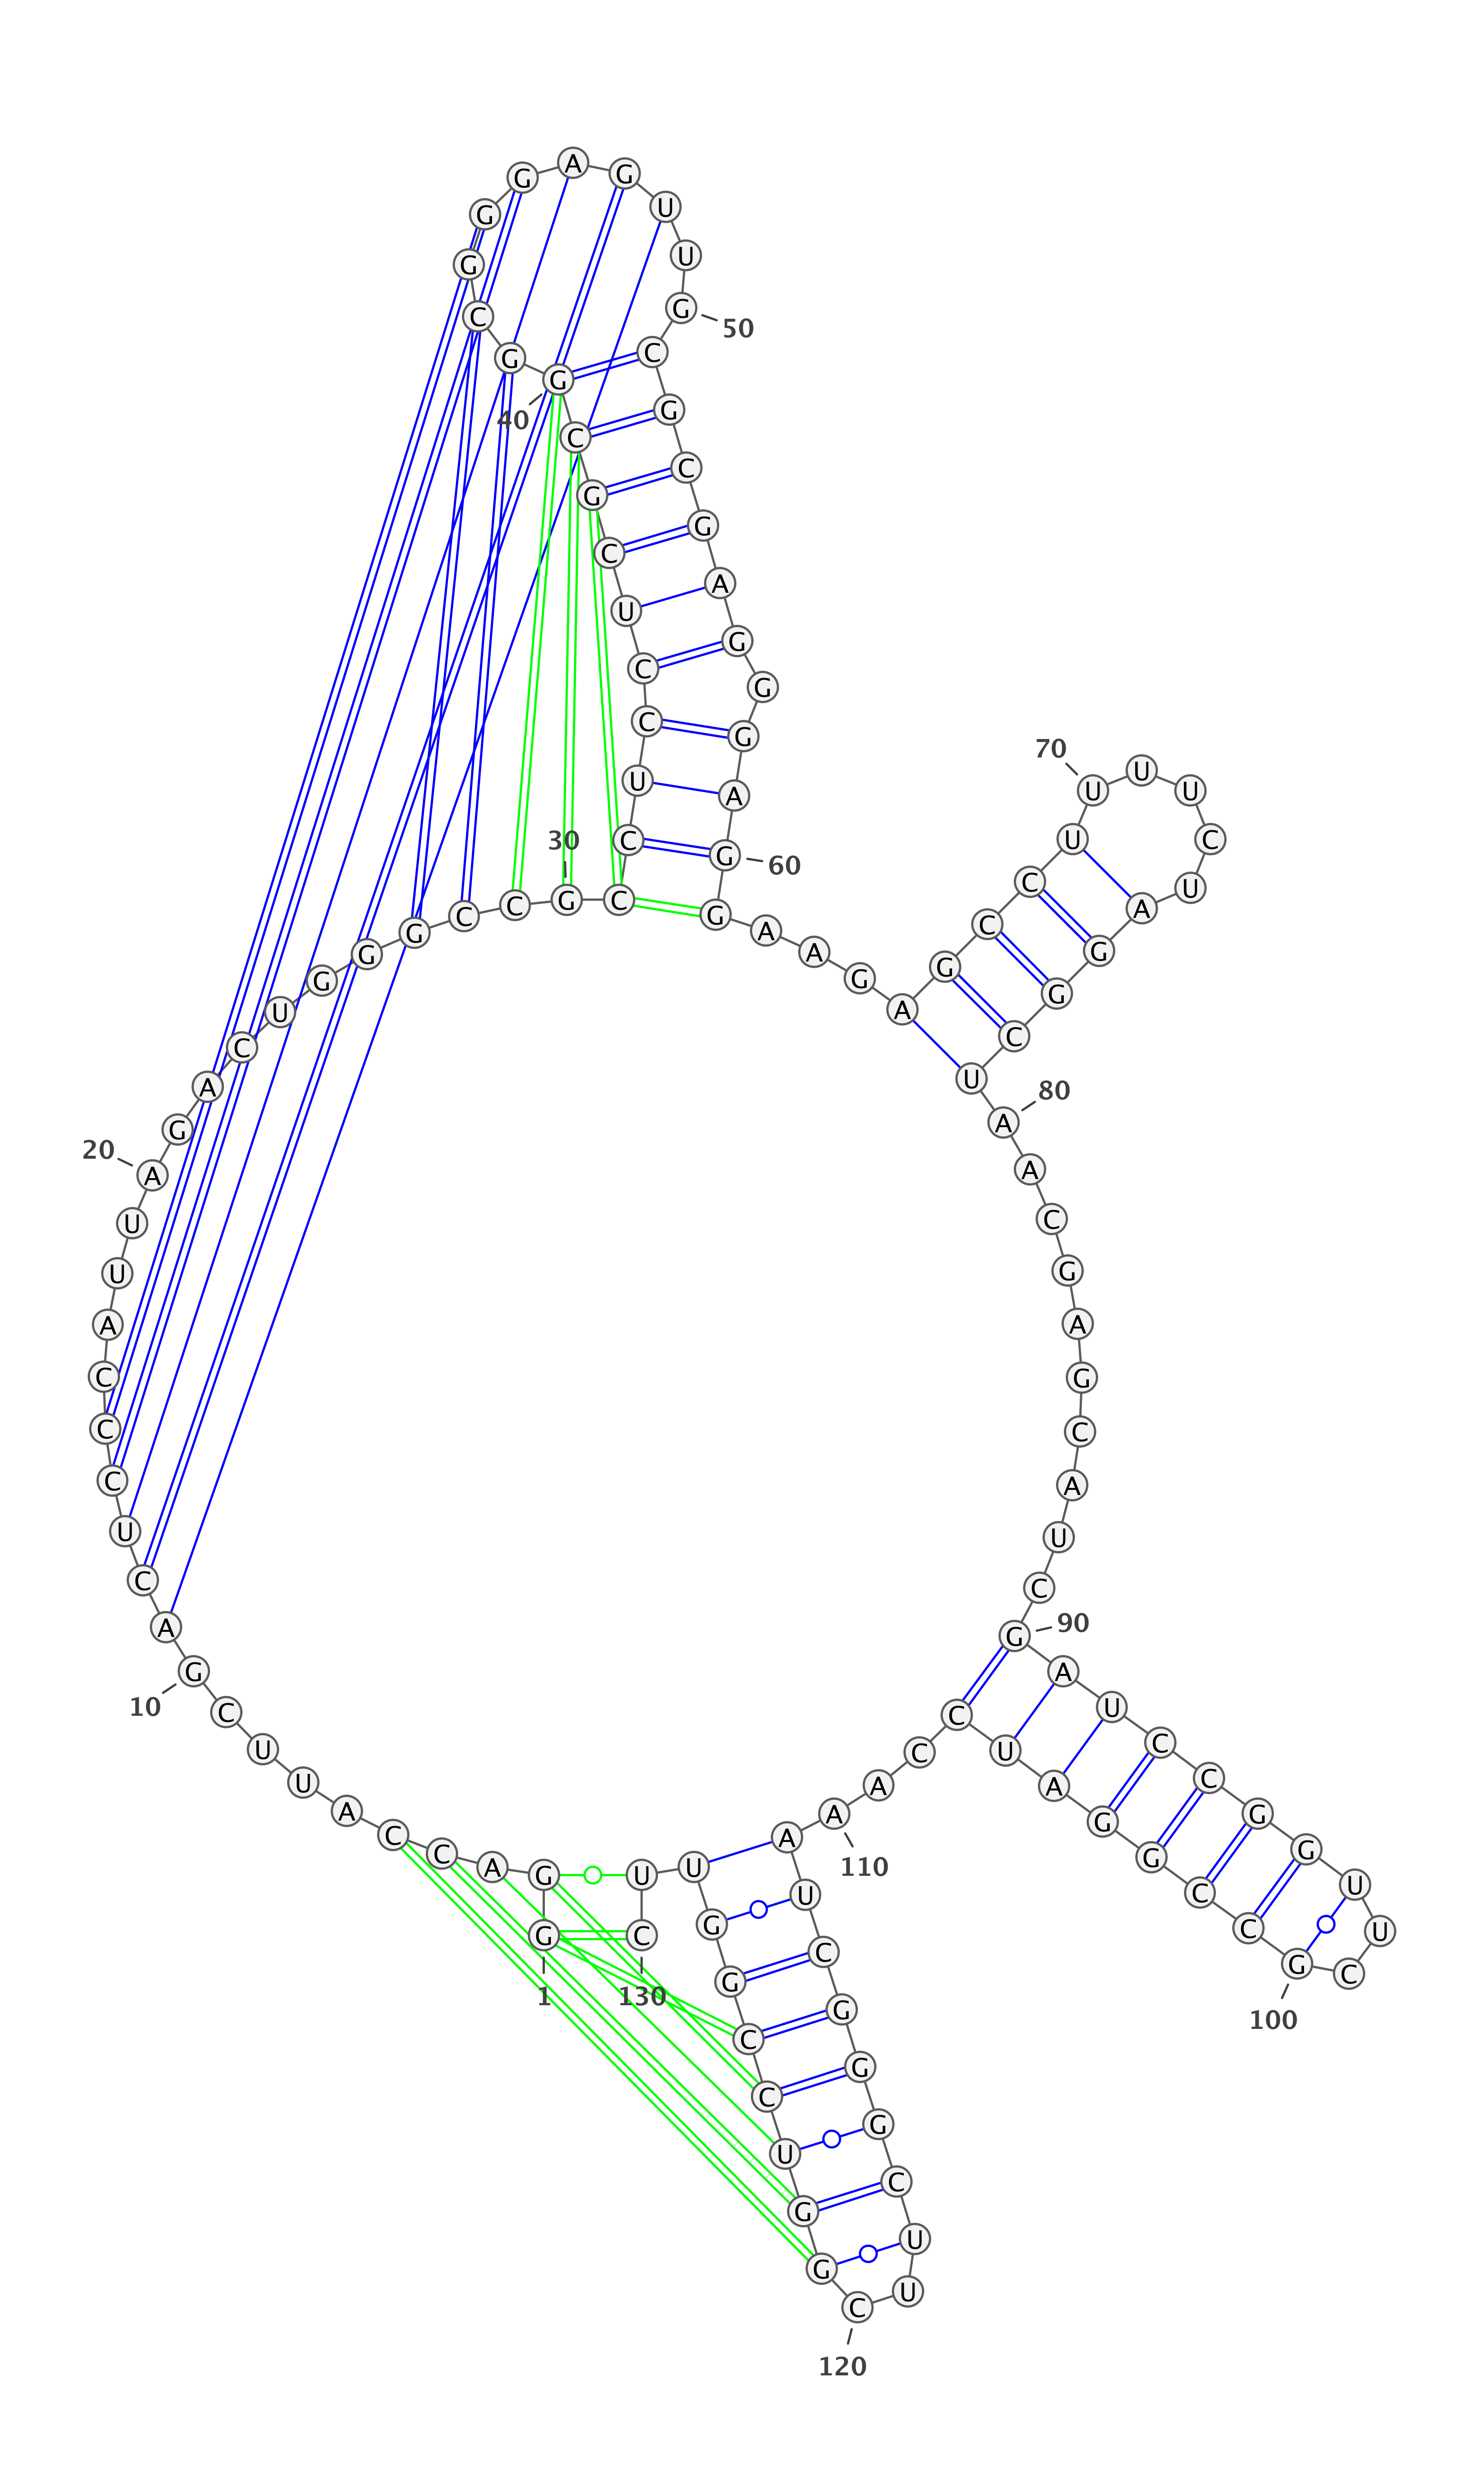 1
G G A C C A U U C G
10
A C U C C C A U U A
20
G A C U G G G C C G
30
C C U C C U C G C G
40
G C G G G A G U U G
50
C G C G A G G G A G
60
G A A G A G C C U U
70
U U C U A G G C U A
80
A C G A G C A U C G
90
A U C C G G U U C G
100
C C G G A U C C A A
110
A U C G G G C U U C
120
G G U C C G G U U C
130